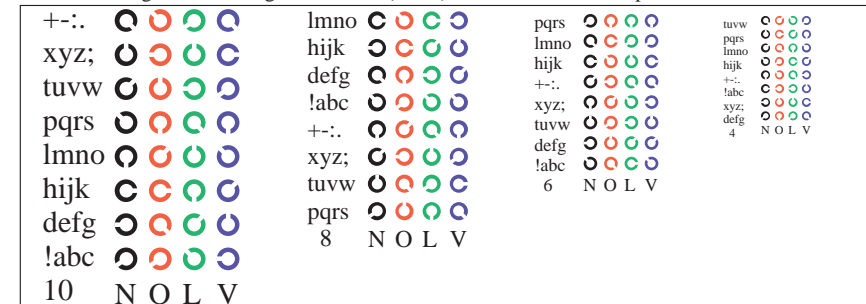 +-:.
xyz;
tuvw
pqrs
lmno
hijk
defg
!abc
10 N O L V
lmno
hijk
defg
!abc
+-:.
xyz;
tuvw
pqrs
8 N O L V
pqrs
lmno
hijk
+-:.
xyz;
tuvw
defg
!abc
6 N O L V
tuvw
pqrs
lmno
hijk
+-:.
!abc
xyz;
defg
4 N O L V